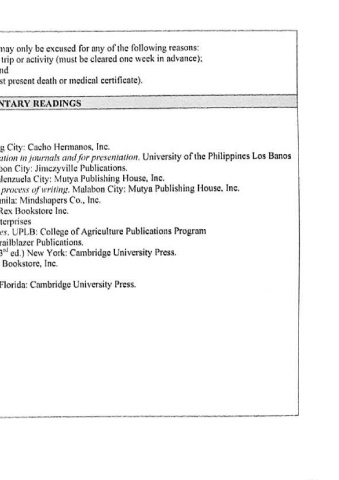 may only be excused for any of the following reasons:
trip or activity (must be cleared one week in advance);
nd
st present death or medical certificate).
NTARY READINGS
g City: Cacho Hermanos, Inc.
ation in journals and for presentation. University of the Philippines Los Banos
bon City: Jimczyville Publications.
lenzuela City: Mutya Publishing House, Inc.
process of writing. Malabon City: Mutya Publishing House, Inc.
anila: Mindshapers Co., Inc.
Rex Bookstore Inc.
terprises
es. UPLB: College of Agriculture Publications Program
railblazer Publications.
3rd ed.) New York: Cambridge University Press.
Bookstore, Inc.
Florida: Cambridge University Press.